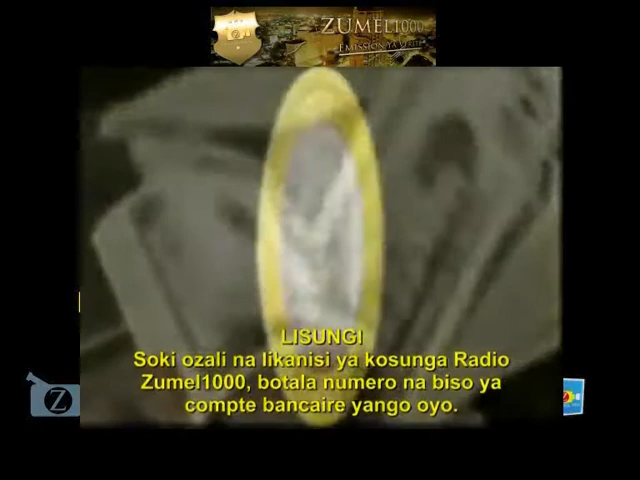 ZUMEL1000
EMISSION YA
LISUNGI
Soki ozali na likanisi ya kosunga Radio
Zumel1000, botala numero na biso ya
compte bancaire yango oyo.
Z